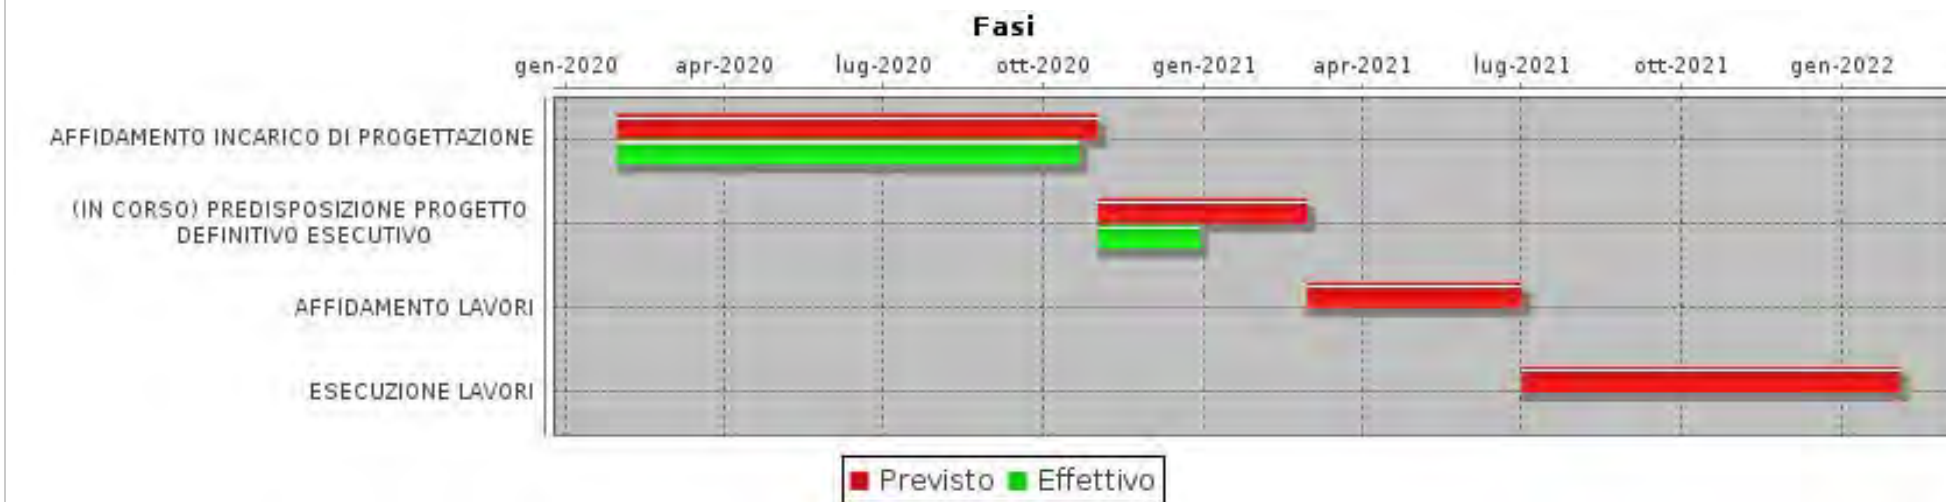 Fasi
gen-2020 apr-2020 lug-2020 ott-2020 gen-2021 apr-2021 lug-2021 ott-2021 gen-2022
AFFIDAMENTO INCARICO DI PROGETTAZIONE
(IN CORSO) PREDISPOSIZIONE PROGETTO
DEFINITIVO ESECUTIVO
AFFIDAMENTO LAVORI
ESECUZIONE LAVORI
Previsto Effettivo